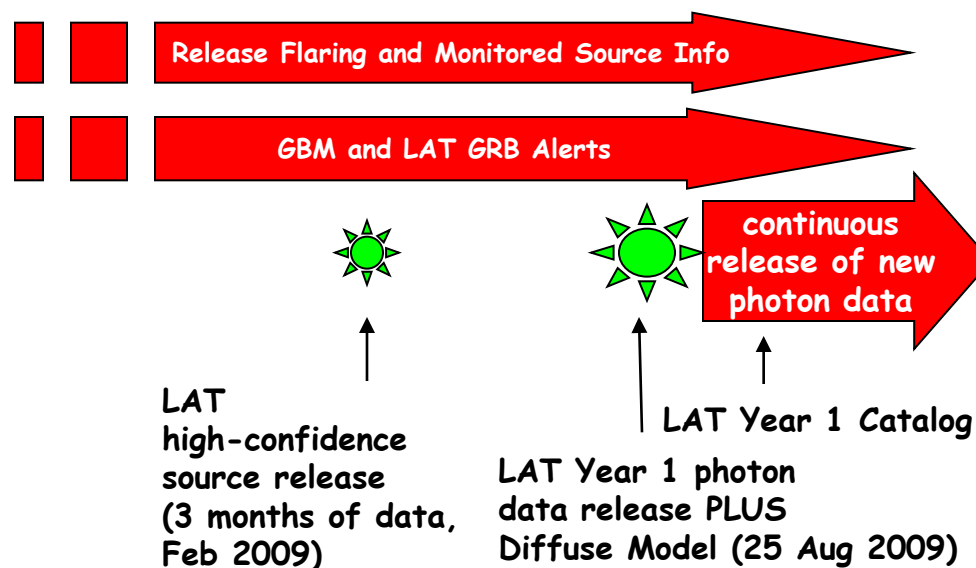 Release Flaring and Monitored Source Info
GBM and LAT GRB Alerts
continuous
release of new
photon data
LAT
high-confidence
source release
(3 months of data,
Feb 2009)
LAT Year 1 photon
data release PLUS
Diffuse Model (25 Aug 2009)
LAT Year 1 Catalog